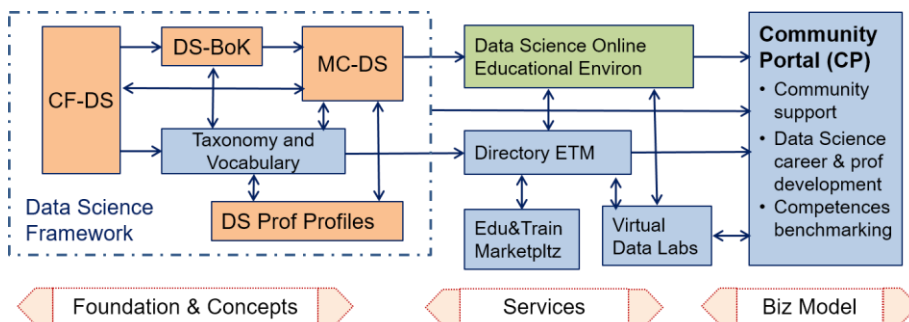 CF-DS
DS-BoK
MC-DS
Taxonomy and
Vocabulary
DS Prof Profiles
Data Science
Framework
Data Science Online
Educational Environ
Directory ETM
Edu&Train
Marketpltz
Virtual
Data Labs
Community
Portal (CP)
• Community
support
• Data Science
career & prof
development
• Competences
benchmarking
Foundation & Concepts
Services
Biz Model